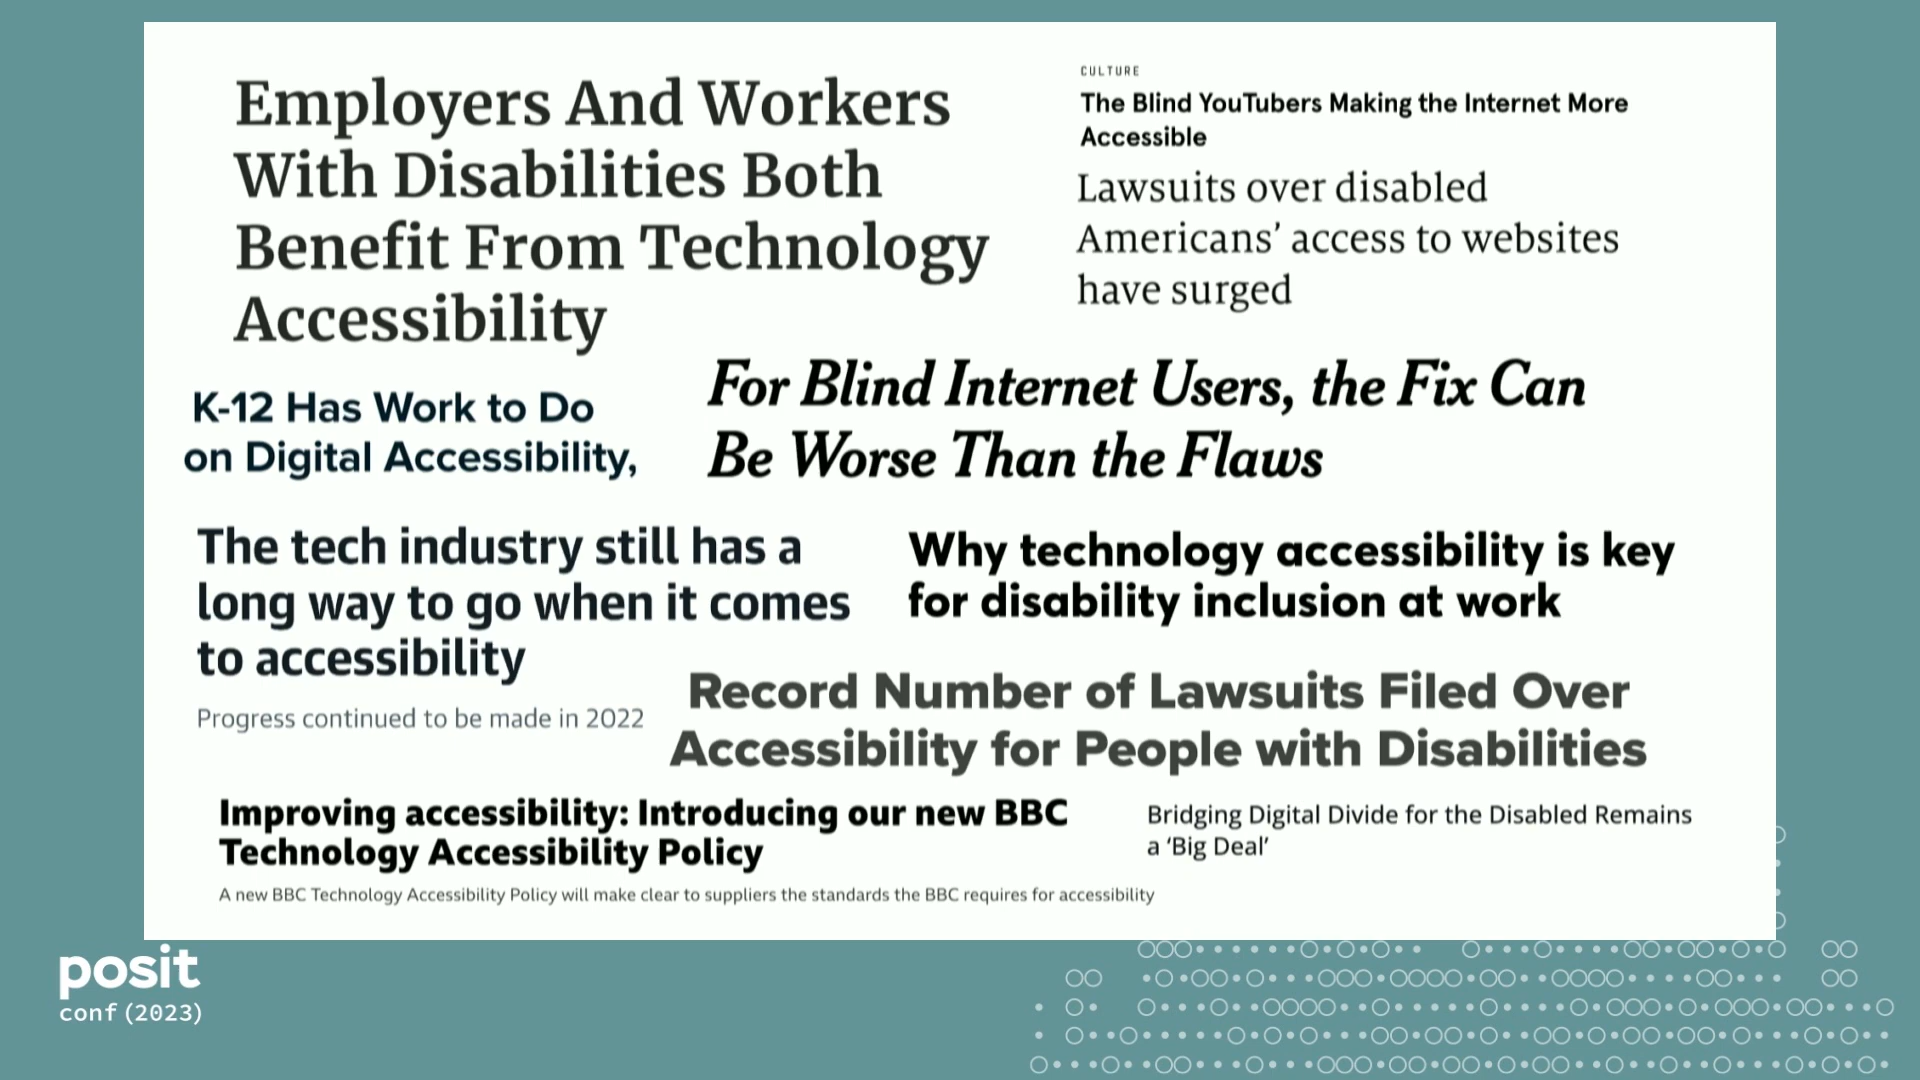 Employers And Workers
With Disabilities Both
Benefit From Technology
Accessibility
CULTURE
The Blind YouTubers Making the Internet More
Accessible
Lawsuits over disabled
Americans’ access to websites
have surged
K-12 Has Work to Do
on Digital Accessibility,
For Blind Internet Users, the Fix Can
Be Worse Than the Flaws
The tech industry still has a
long way to go when it comes
to accessibility
Progress continued to be made in 2022
Why technology accessibility is key
for disability inclusion at work
Record Number of Lawsuits Filed Over
Accessibility for People with Disabilities
Improving accessibility: Introducing our new BBC
Technology Accessibility Policy
A new BBC Technology Accessibility Policy will make clear to suppliers the standards the BBC requires for accessibility
Bridging Digital Divide for the Disabled Remains
a ‘Big Deal’
posit
conf (2023)